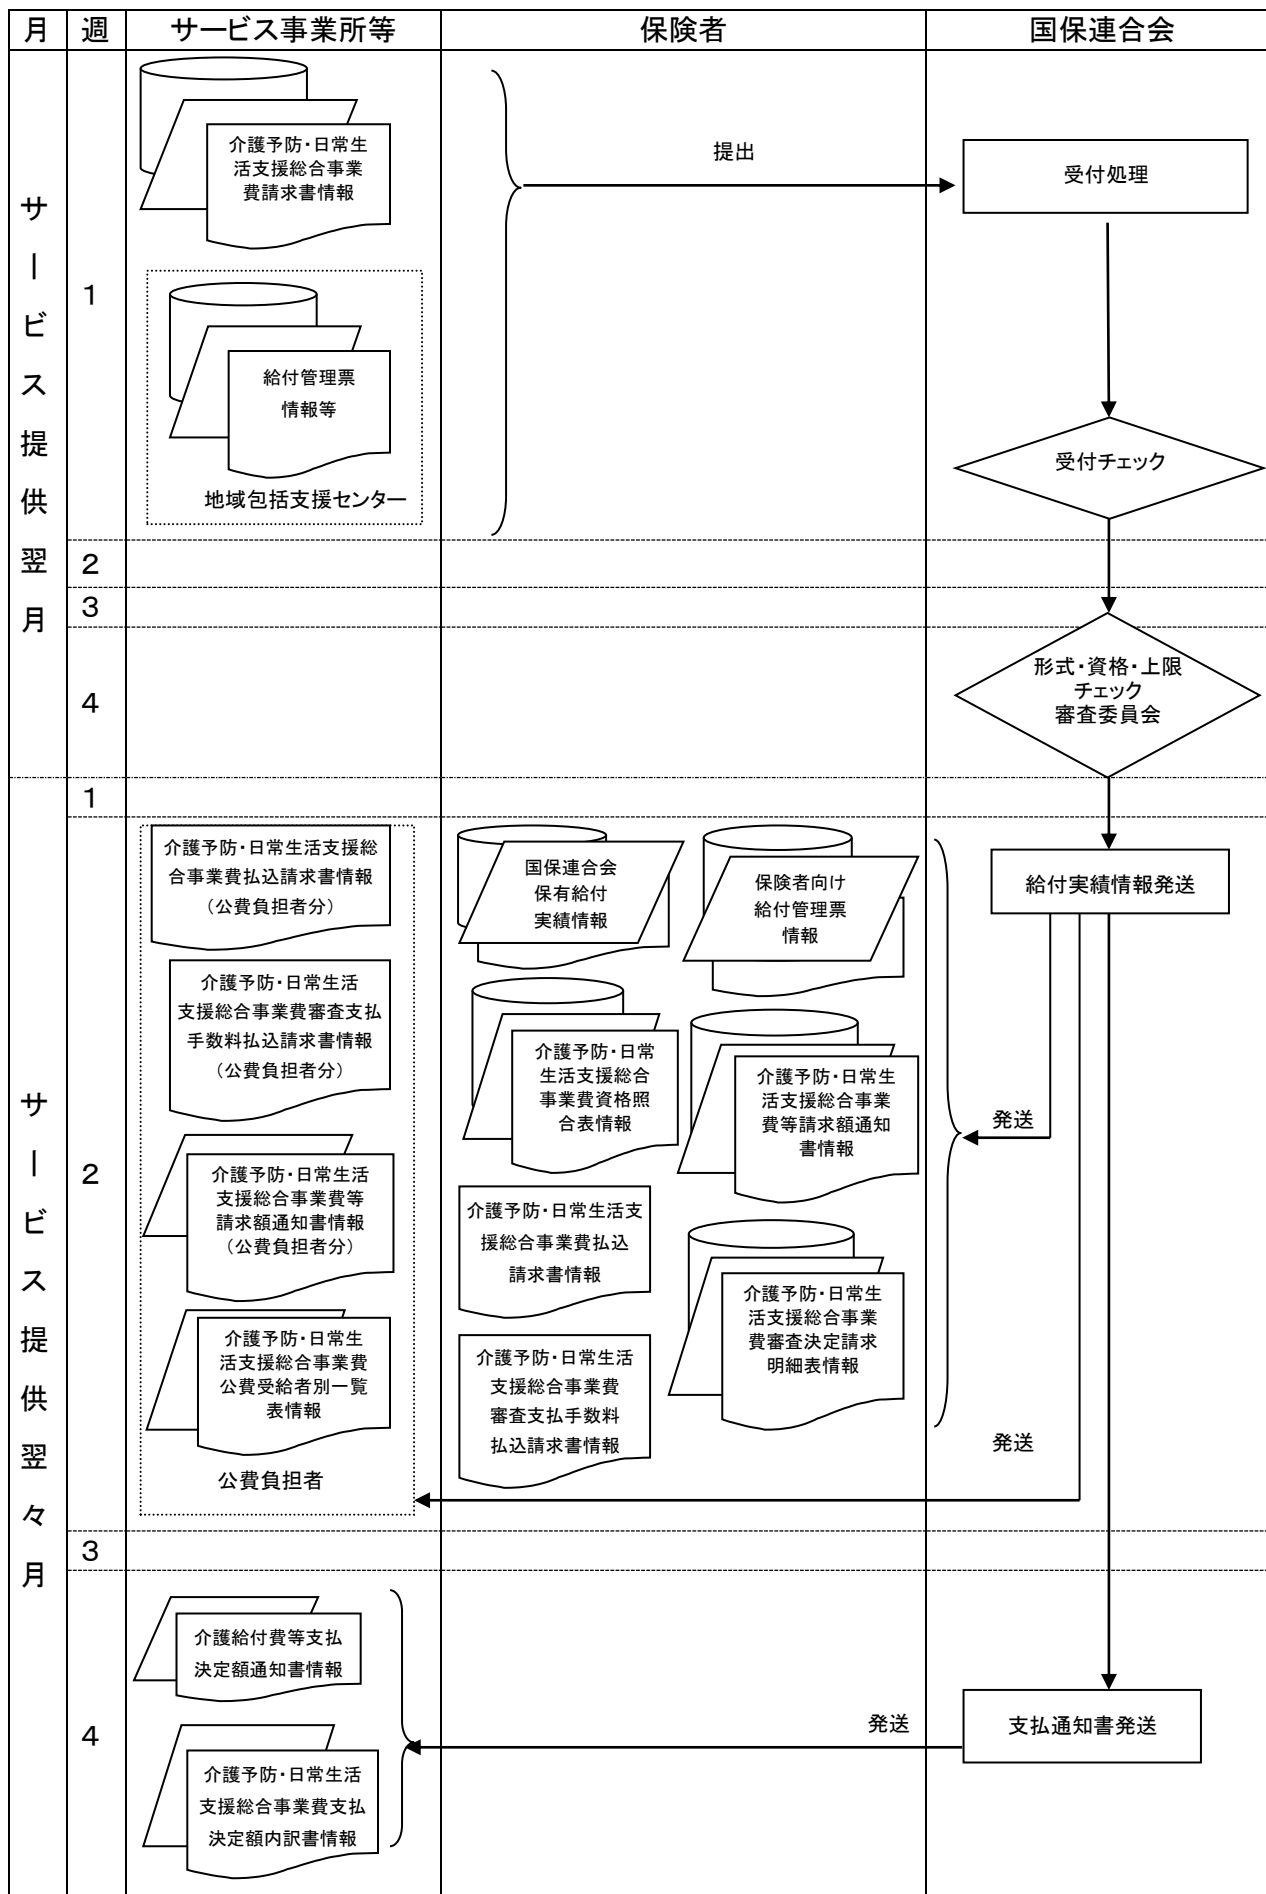 月 週 サービス事業所等 保険者 国保連合会
サービス提供翌月
1
介護予防・日常生
活支援総合事業
費請求書情報
給付管理票
情報等
地域包括支援センター
提出
受付処理
受付チェック
2
3
4
形式・資格・上限
チェック
審査委員会
サービス提供翌々月
1
2
介護予防・日常生活支援総
合事業費払込請求書情報
（公費負担者分）
介護予防・日常生活
支援総合事業費審査支払
手数料払込請求書情報
（公費負担者分）
介護予防・日常生活
支援総合事業費等
請求額通知書情報
（公費負担者分）
介護予防・日常生
活支援総合事業費
公費受給者別一覧
表情報
公費負担者
国保連合会
保有給付
実績情報
保険者向け
給付管理票
情報
介護予防・日常
生活支援総合
事業費資格照
合表情報
介護予防・日常生
活支援総合事業
費等請求額通知
書情報
介護予防・日常生活支
援総合事業費払込
請求書情報
介護予防・日常生
活支援総合事業
費審査決定請求
明細表情報
介護予防・日常生活
支援総合事業費
審査支払手数料
払込請求書情報
給付実績情報発送
発送
発送
3
4
介護給付費等支払
決定額通知書情報
介護予防・日常生活
支援総合事業費支払
決定額内訳書情報
発送
支払通知書発送